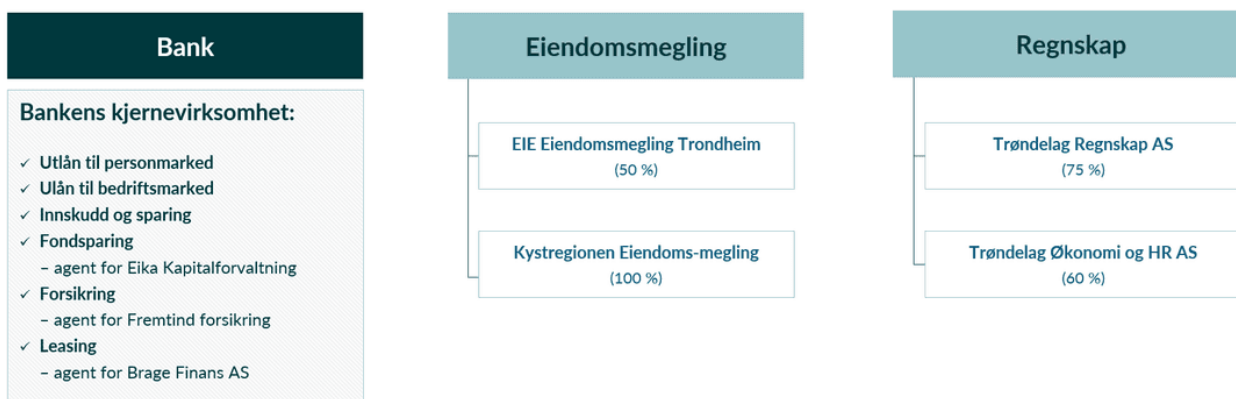 Bank
Bankens kjernevirksomhet:
✓ Utlån til personmarked
✓ Ulån til bedriftsmarked
✓ Innskudd og sparing
✓ Fondsparing
– agent for Eika Kapitalforvaltning
✓ Forsikring
– agent for Fremtind forsikring
✓ Leasing
– agent for Brage Finans AS
Eiendomsmegling
EIE Eiendomsmegling Trondheim
(50 %)
Kystregionen Eiendoms-megling
(100 %)
Regnskap
Trøndelag Regnskap AS
(75 %)
Trøndelag Økonomi og HR AS
(60 %)